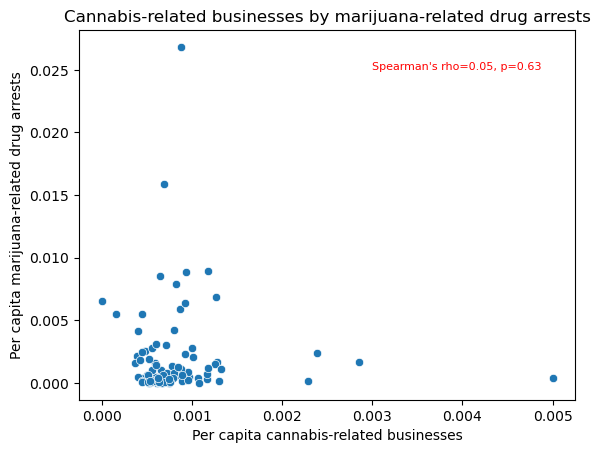 Cannabis-related businesses by marijuana-related drug arrests
Spearman's rho=0.05, p=0.63
Per capita marijuana-related drug arrests
0.025
0.020
0.015
0.010
0.005
0.000
0.000 0.001 0.002 0.003 0.004 0.005
Per capita cannabis-related businesses